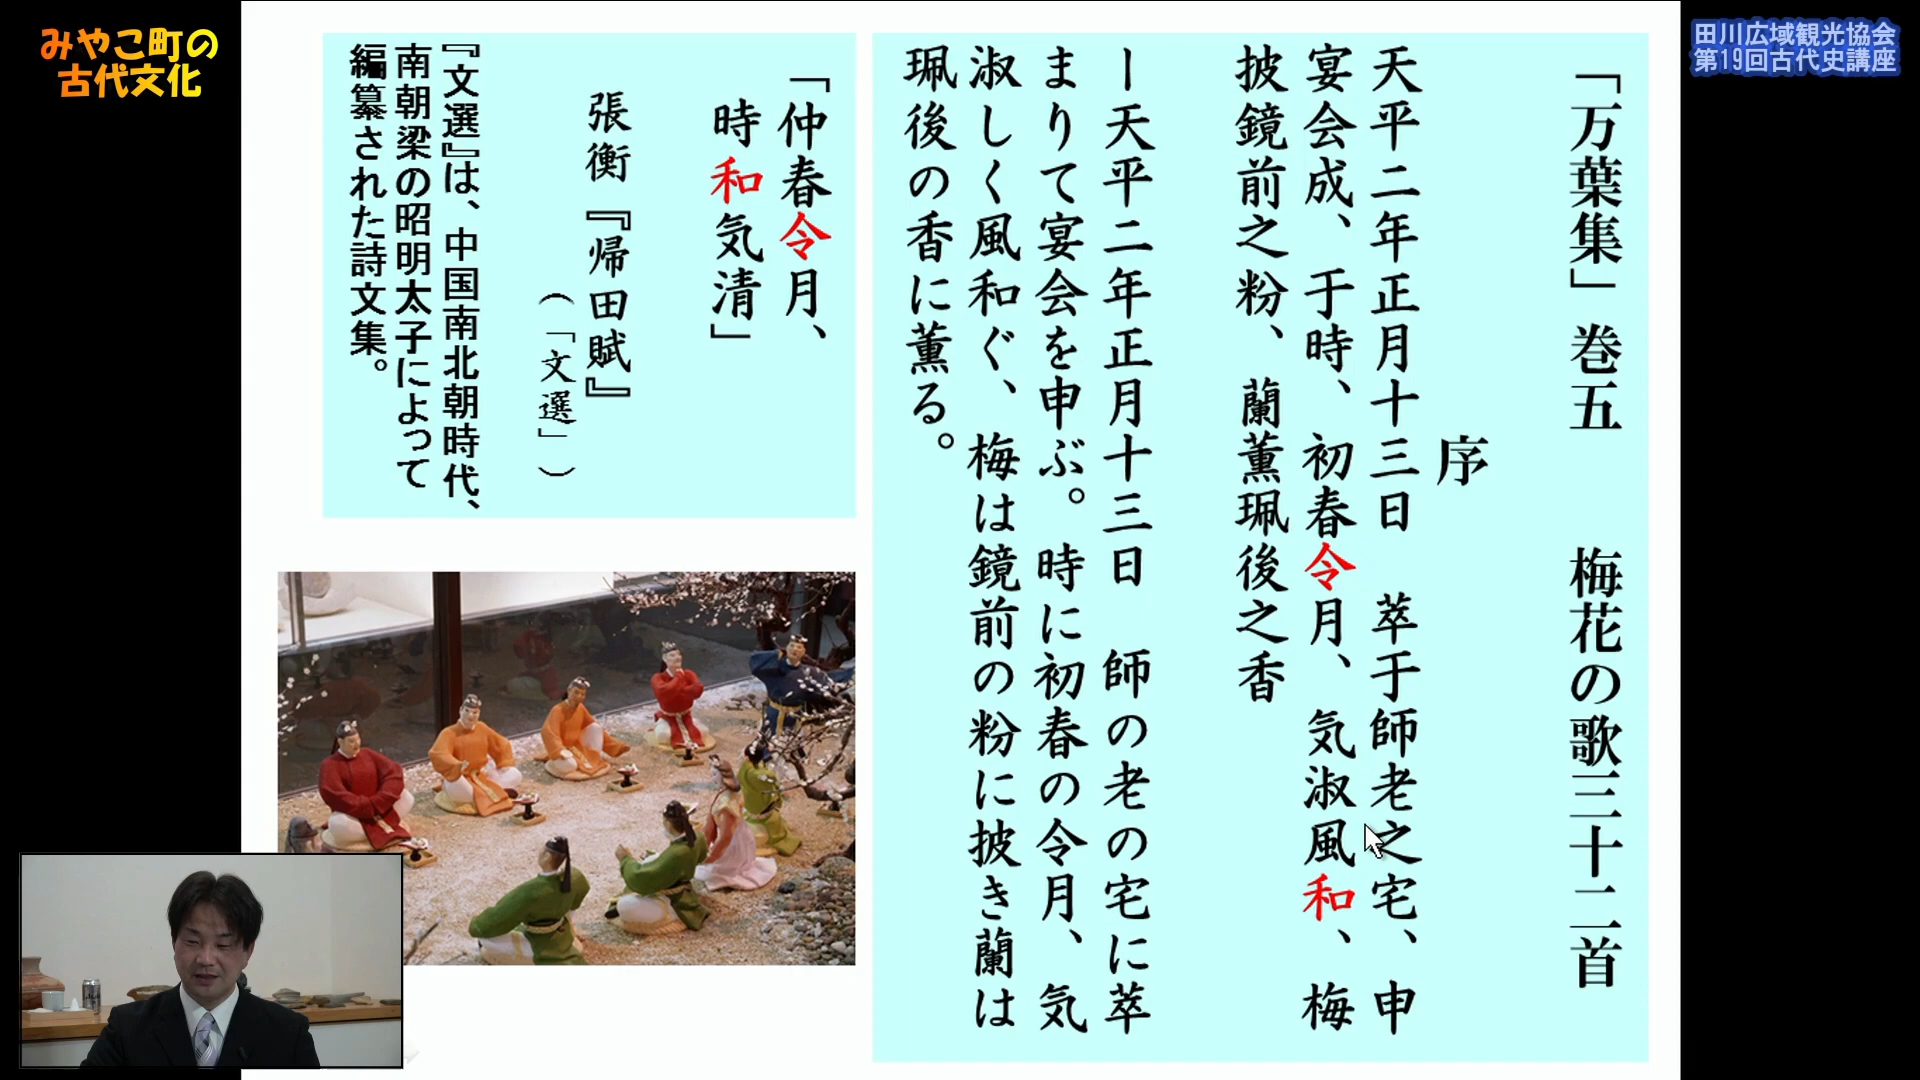 みやこ町の
古代文化
田川広域観光協会
第19回古代史講座
「万葉集」巻五　梅花の歌三十二首
序
天平二年正月十三日　萃于師老之宅、申
宴会成、于時、初春令月、気淑風和、梅
披鏡前之粉、蘭薫珮後之香
ー天平二年正月十三日　師の老の宅に萃
まりて宴会を申ぶ。時に初春の令月、気
淑しく風和ぐ、梅は鏡前の粉に披き蘭は
珮後の香に薫る。
「仲春令月、
時和気清」
張衡『帰田賦』
（「文選」）
『文選』は、中国南北朝時代、
南朝梁の昭明太子によって
編纂された詩文集。